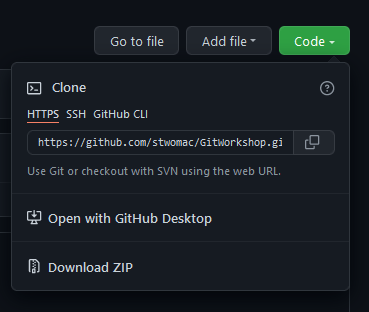 Go to file Add file Code
Clone
HTTPS SSH GitHub CLI
https://github.com/stwomac/GitWorkshop.gi
Use Git or checkout with SVN using the web URL.
Open with GitHub Desktop
Download ZIP